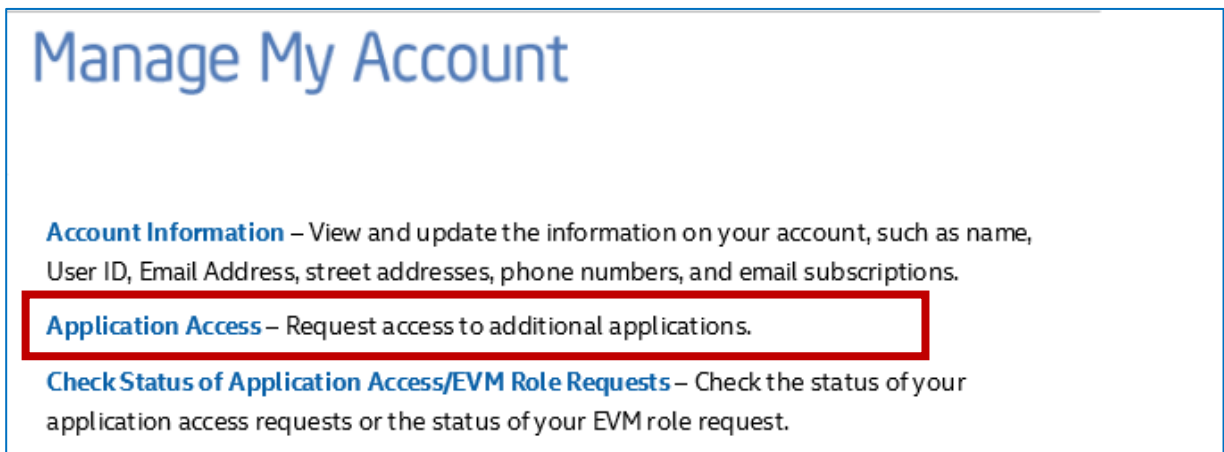 Manage My Account
Account Information – View and update the information on your account, such as name,
User ID, Email Address, street addresses, phone numbers, and email subscriptions.
Application Access – Request access to additional applications.
Check Status of Application Access/EVM Role Requests – Check the status of your
application access requests or the status of your EVM role request.